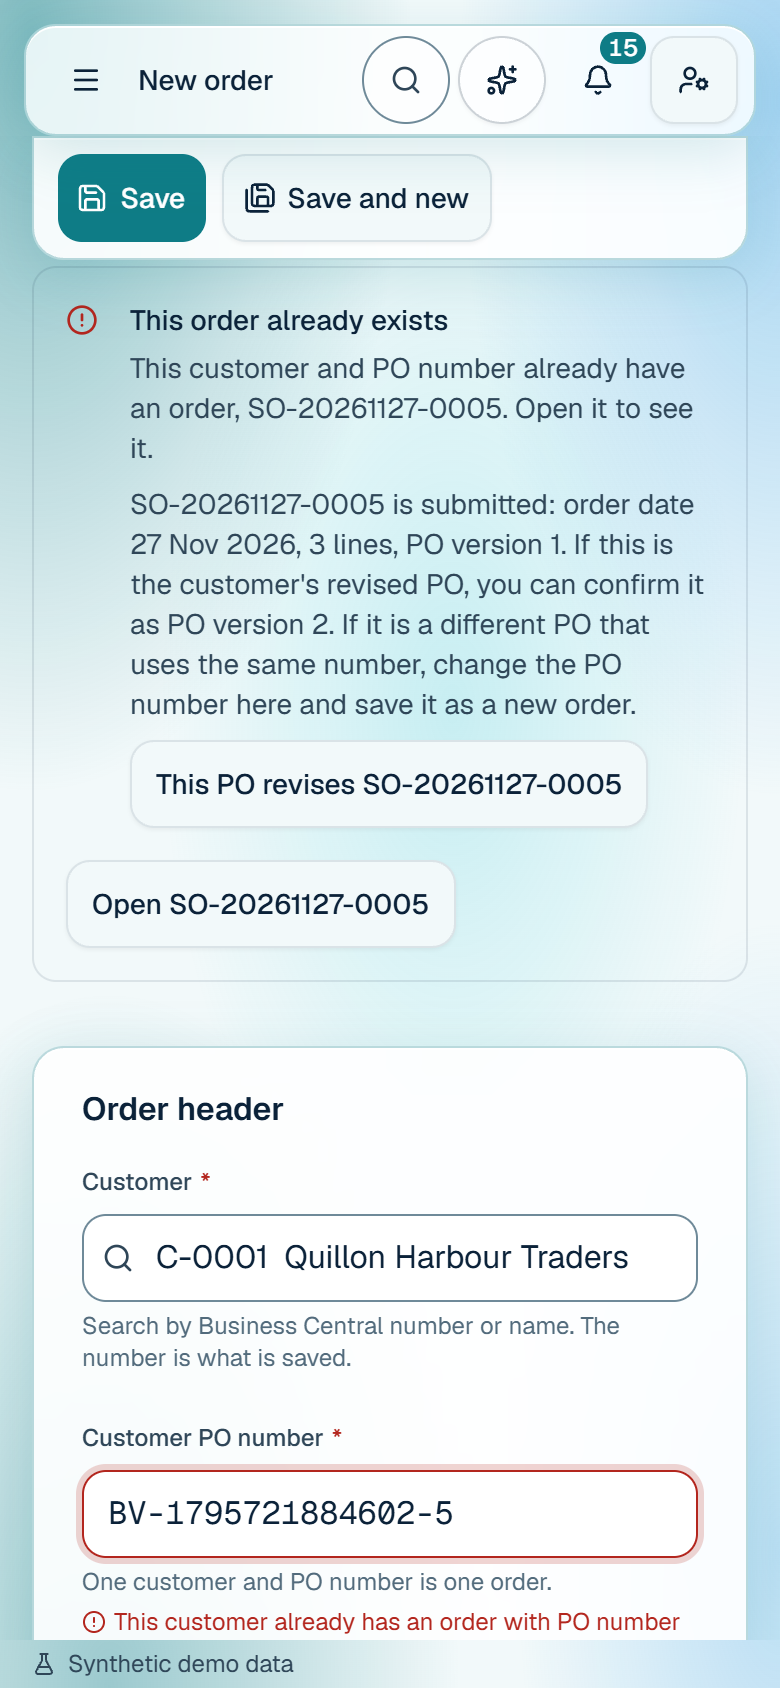 New order
15
Save
Save and new
This order already exists
This customer and PO number already have
an order, SO-20261127-0005. Open it to see
it.
SO-20261127-0005 is submitted: order date
27 Nov 2026, 3 lines, PO version 1. If this is
the customer's revised PO, you can confirm it
as PO version 2. If it is a different PO that
uses the same number, change the PO
number here and save it as a new order.
This PO revises SO-20261127-0005
Open SO-20261127-0005
Order header
Customer *
C-0001 Quillon Harbour Traders
Search by Business Central number or name. The
number is what is saved.
Customer PO number *
BV-1795721884602-5
One customer and PO number is one order.
This customer already has an order with PO number
Synthetic demo data